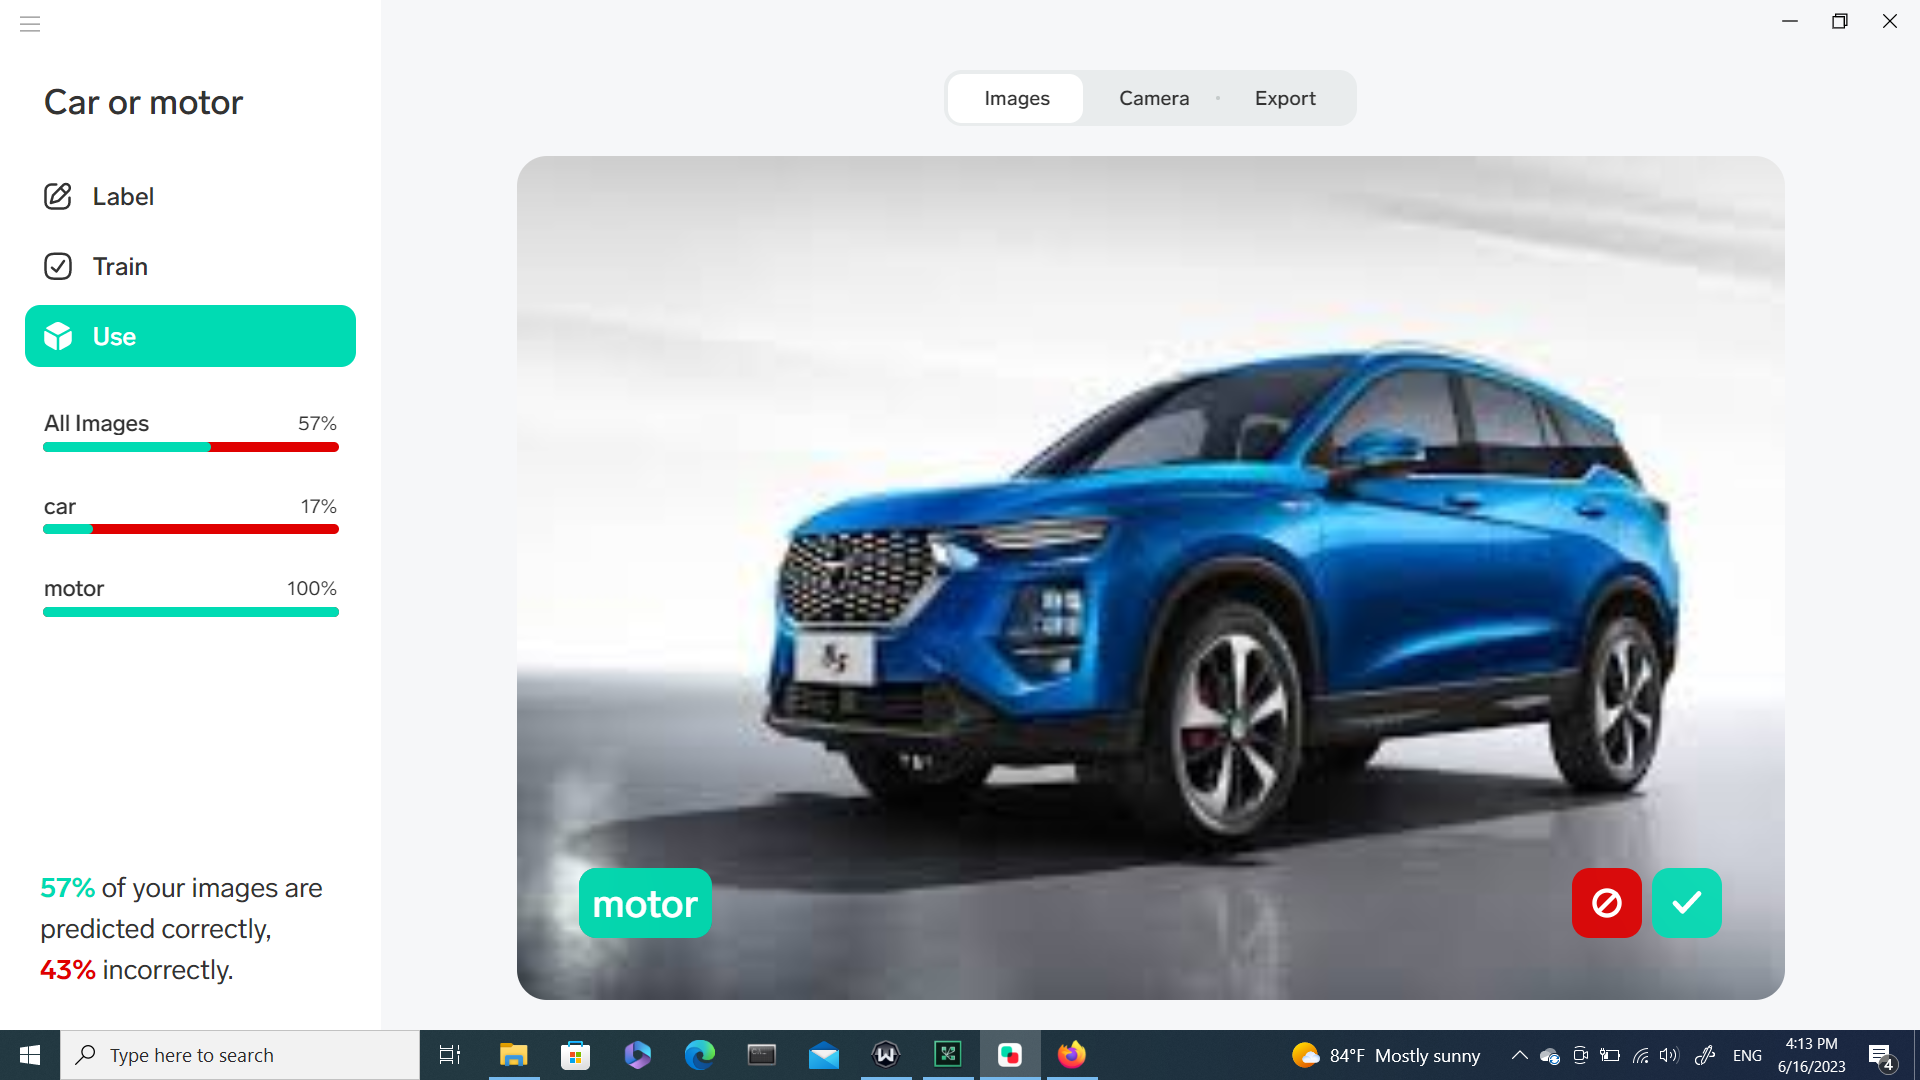 Car or motor
Label
Train
Use
All Images 57%
car 17%
motor 100%
57% of your images are
predicted correctly,
43% incorrectly.
Images Camera Export
motor
Type here to search
84°F Mostly sunny
ENG
4:13 PM
6/16/2023
4